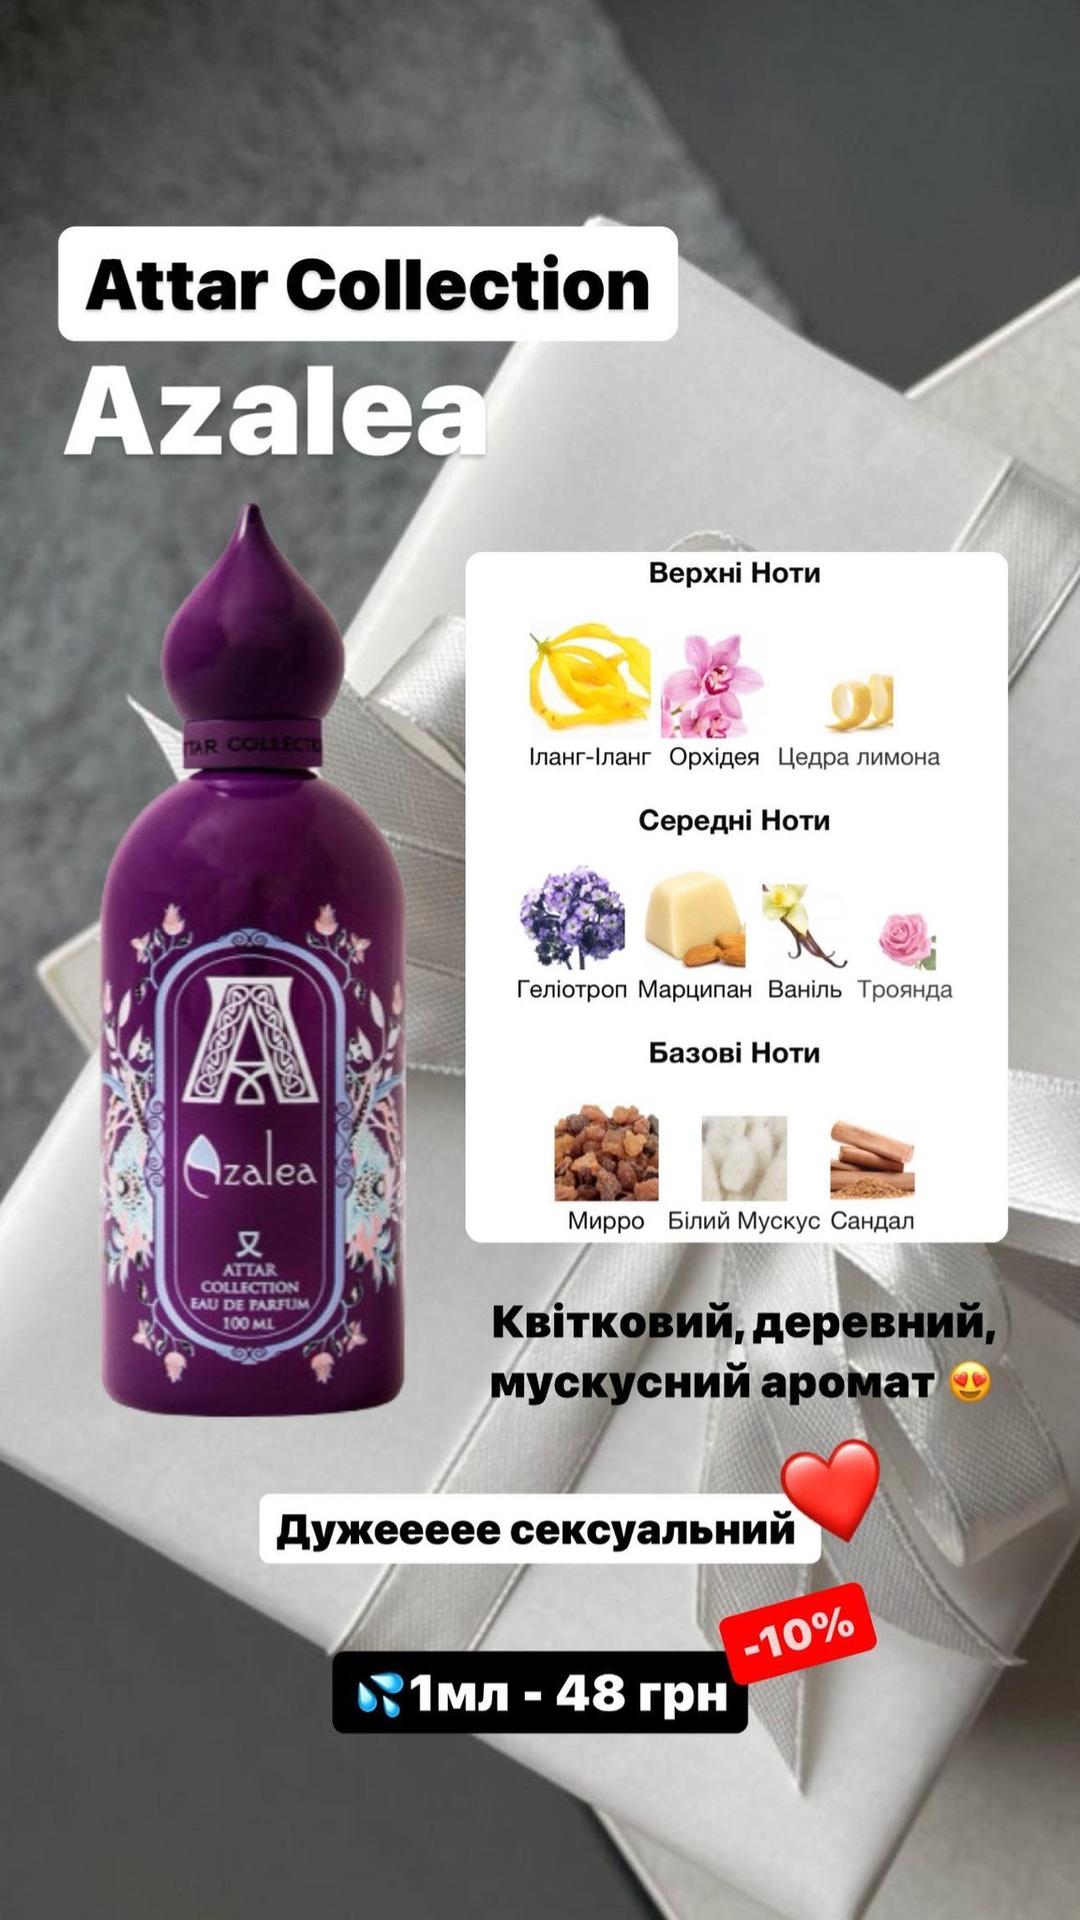 Attar Collection
Azalea
TAR COLLECTI
A
Azalea
ATTAR
COLLECTION
EAU DE PARFUM
100 ML
Верхні Ноти
Іланг-Іланг Орхідея Цедра лимона
Середні Ноти
Геліотроп Марципан Ваніль Троянда
Базові Ноти
Мирро Білий Мускус Сандал
Квітковий, деревний,
мускусний аромат 😍
Дужеееее сексуальний
-10%
💦1мл - 48 грн